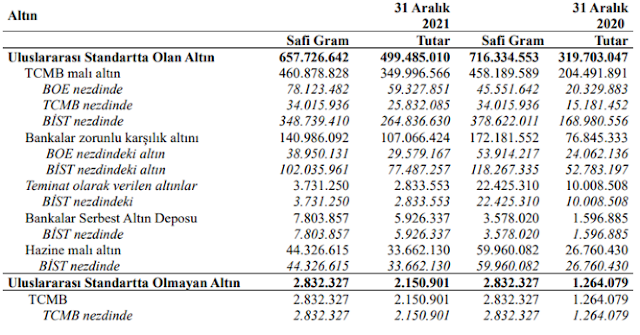 Altın 31 Aralık 2021 31 Aralık 2020
Safi Gram Tutar Safi Gram Tutar
Uluslararası Standartta Olan Altın 657.726.642 499.485.010 716.334.553 319.703.047
TCMB malı altın 460.878.828 349.996.566 458.189.589 204.491.891
BOE nezdinde 78.123.482 59.327.851 45.551.642 20.329.883
TCMB nezdinde 34.015.936 25.832.085 34.015.936 15.181.452
BİST nezdinde 348.739.410 264.836.630 378.622.011 168.980.556
Bankalar zorunlu karşılık altını 140.986.092 107.066.424 172.181.552 76.845.333
BOE nezdindeki altın 38.950.131 29.579.167 53.914.217 24.062.136
BİST nezdindeki altın 102.035.961 77.487.257 118.267.335 52.783.197
Teminat olarak verilen altınlar 3.731.250 2.833.553 22.425.310 10.008.508
BİST nezdindeki 3.731.250 2.833.553 22.425.310 10.008.508
Bankalar Serbest Altın Deposu 7.803.857 5.926.337 3.578.020 1.596.885
BİST nezdinde 7.803.857 5.926.337 3.578.020 1.596.885
Hazine malı altın 44.326.615 33.662.130 59.960.082 26.760.430
BİST nezdinde 44.326.615 33.662.130 59.960.082 26.760.430
Uluslararası Standartta Olmayan Altın 2.832.327 2.150.901 2.832.327 1.264.079
TCMB 2.832.327 2.150.901 2.832.327 1.264.079
TCMB nezdinde 2.832.327 2.150.901 2.832.327 1.264.079